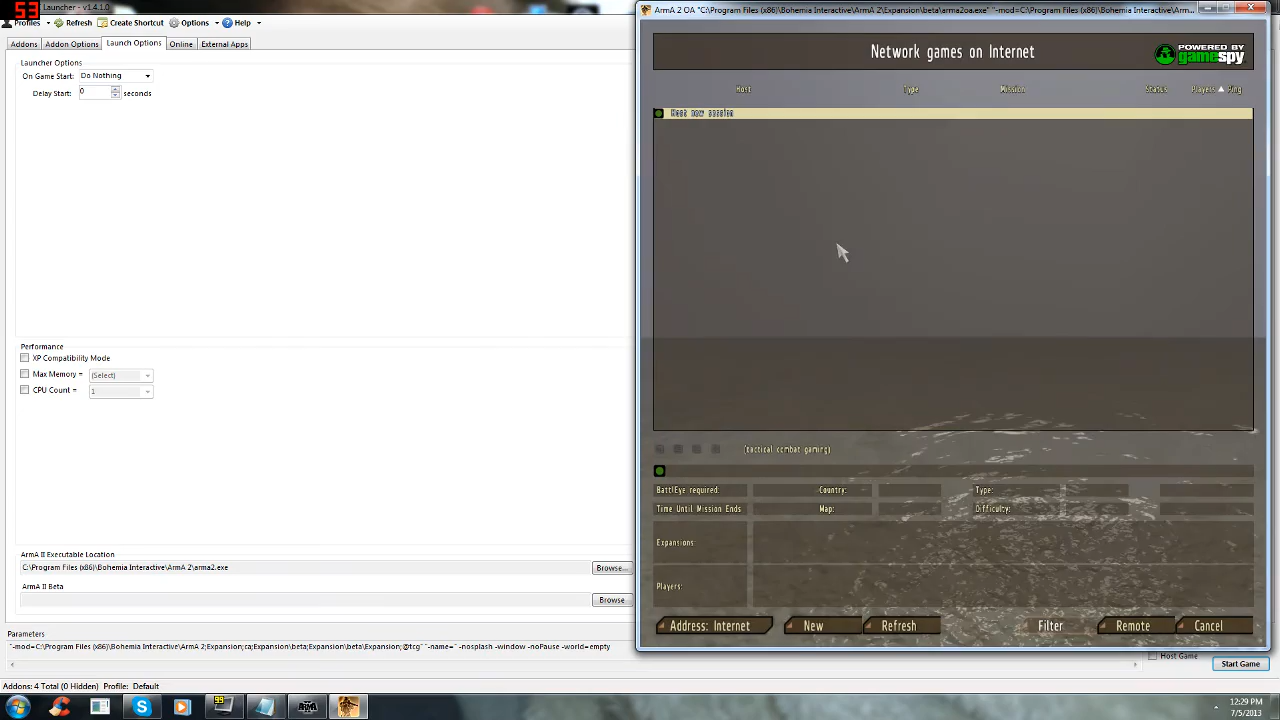 53
Launcher - v1.4.1.0
Profiles Refresh Create Shortcut Options Help
Addons Addon Options Launch Options Online External Apps
Launcher Options
On Game Start: Do Nothing
Delay Start: 0 seconds
Performance
XP Compatibility Mode
Max Memory = (Select)
CPU Count = 1
ArmA II Executable Location
C:\Program Files (x86)\Bohemia Interactive\ArmA 2\arma2.exe
Browse...
ArmA II Beta
Browse
Parameters
"-mod=C:\Program Files (x86)\Bohemia Interactive\ArmA 2;Expansion;ca;Expansion\beta;Expansion\beta\Expansion;@tcg" "-name=" -nosplash -window -noPause -world=empty
Host Game
Start Game
Addons: 4 Total (0 Hidden) Profile: Default
ArmA 2 OA "C:\Program Files (x86)\Bohemia Interactive\ArmA 2\Expansion\beta\arma2oa.exe" "-mod=C:\Program Files (x86)\Bohemia Interactive\Arm...
Network games on Internet
POWERED BY
gamespy
Host Type Mission Status Players Ping
Host new session
(tactical combat gaming)
BattlEye required: Country: Type:
Time Until Mission Ends Map: Difficulty:
Expansions:
Players:
Address: Internet New Refresh Filter Remote Cancel
99
12:29 PM
7/5/2013